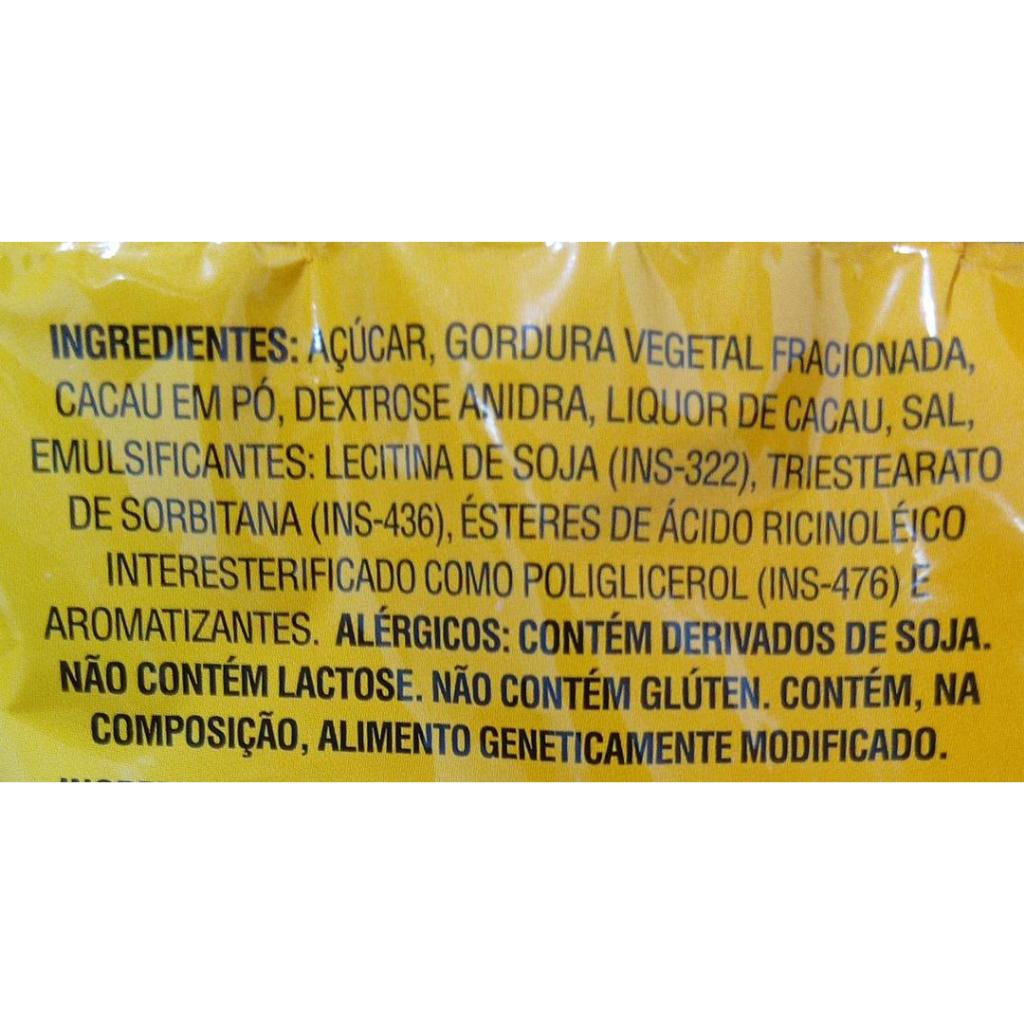 INGREDIENTES: AÇÚCAR, GORDURA VEGETAL FRACIONADA,
CACAU EM PÓ, DEXTROSE ANIDRA, LIQUOR DE CACAU, SAL,
EMULSIFICANTES: LECITINA DE SOJA (INS-322), TRIESTEARATO
DE SORBITANA (INS-436), ÉSTERES DE ÁCIDO RICINOLÉICO
INTERESTERIFICADO COMO POLIGLICEROL (INS-476) E
AROMATIZANTES. ALÉRGICOS: CONTÉM DERIVADOS DE SOJA.
NÃO CONTÉM LACTOSE. NÃO CONTÉM GLÚTEN. CONTÉM, NA
COMPOSIÇÃO, ALIMENTO GENETICAMENTE MODIFICADO.